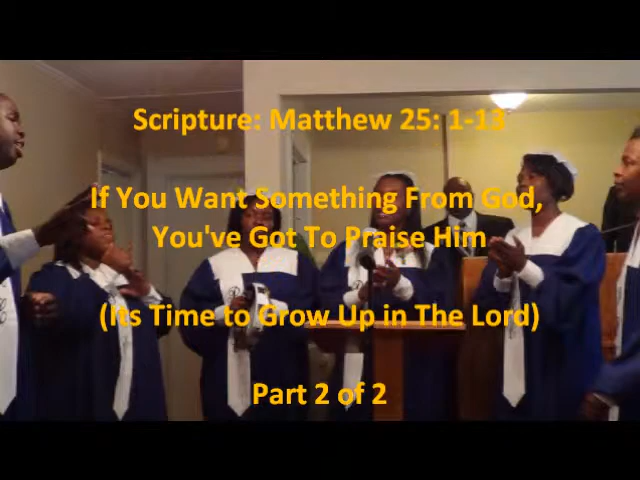 Scripture: Matthew 25: 1-13
If You Want Something From God,
You've Got To Praise Him
(Its Time to Grow Up in The Lord)
Part 2 of 2